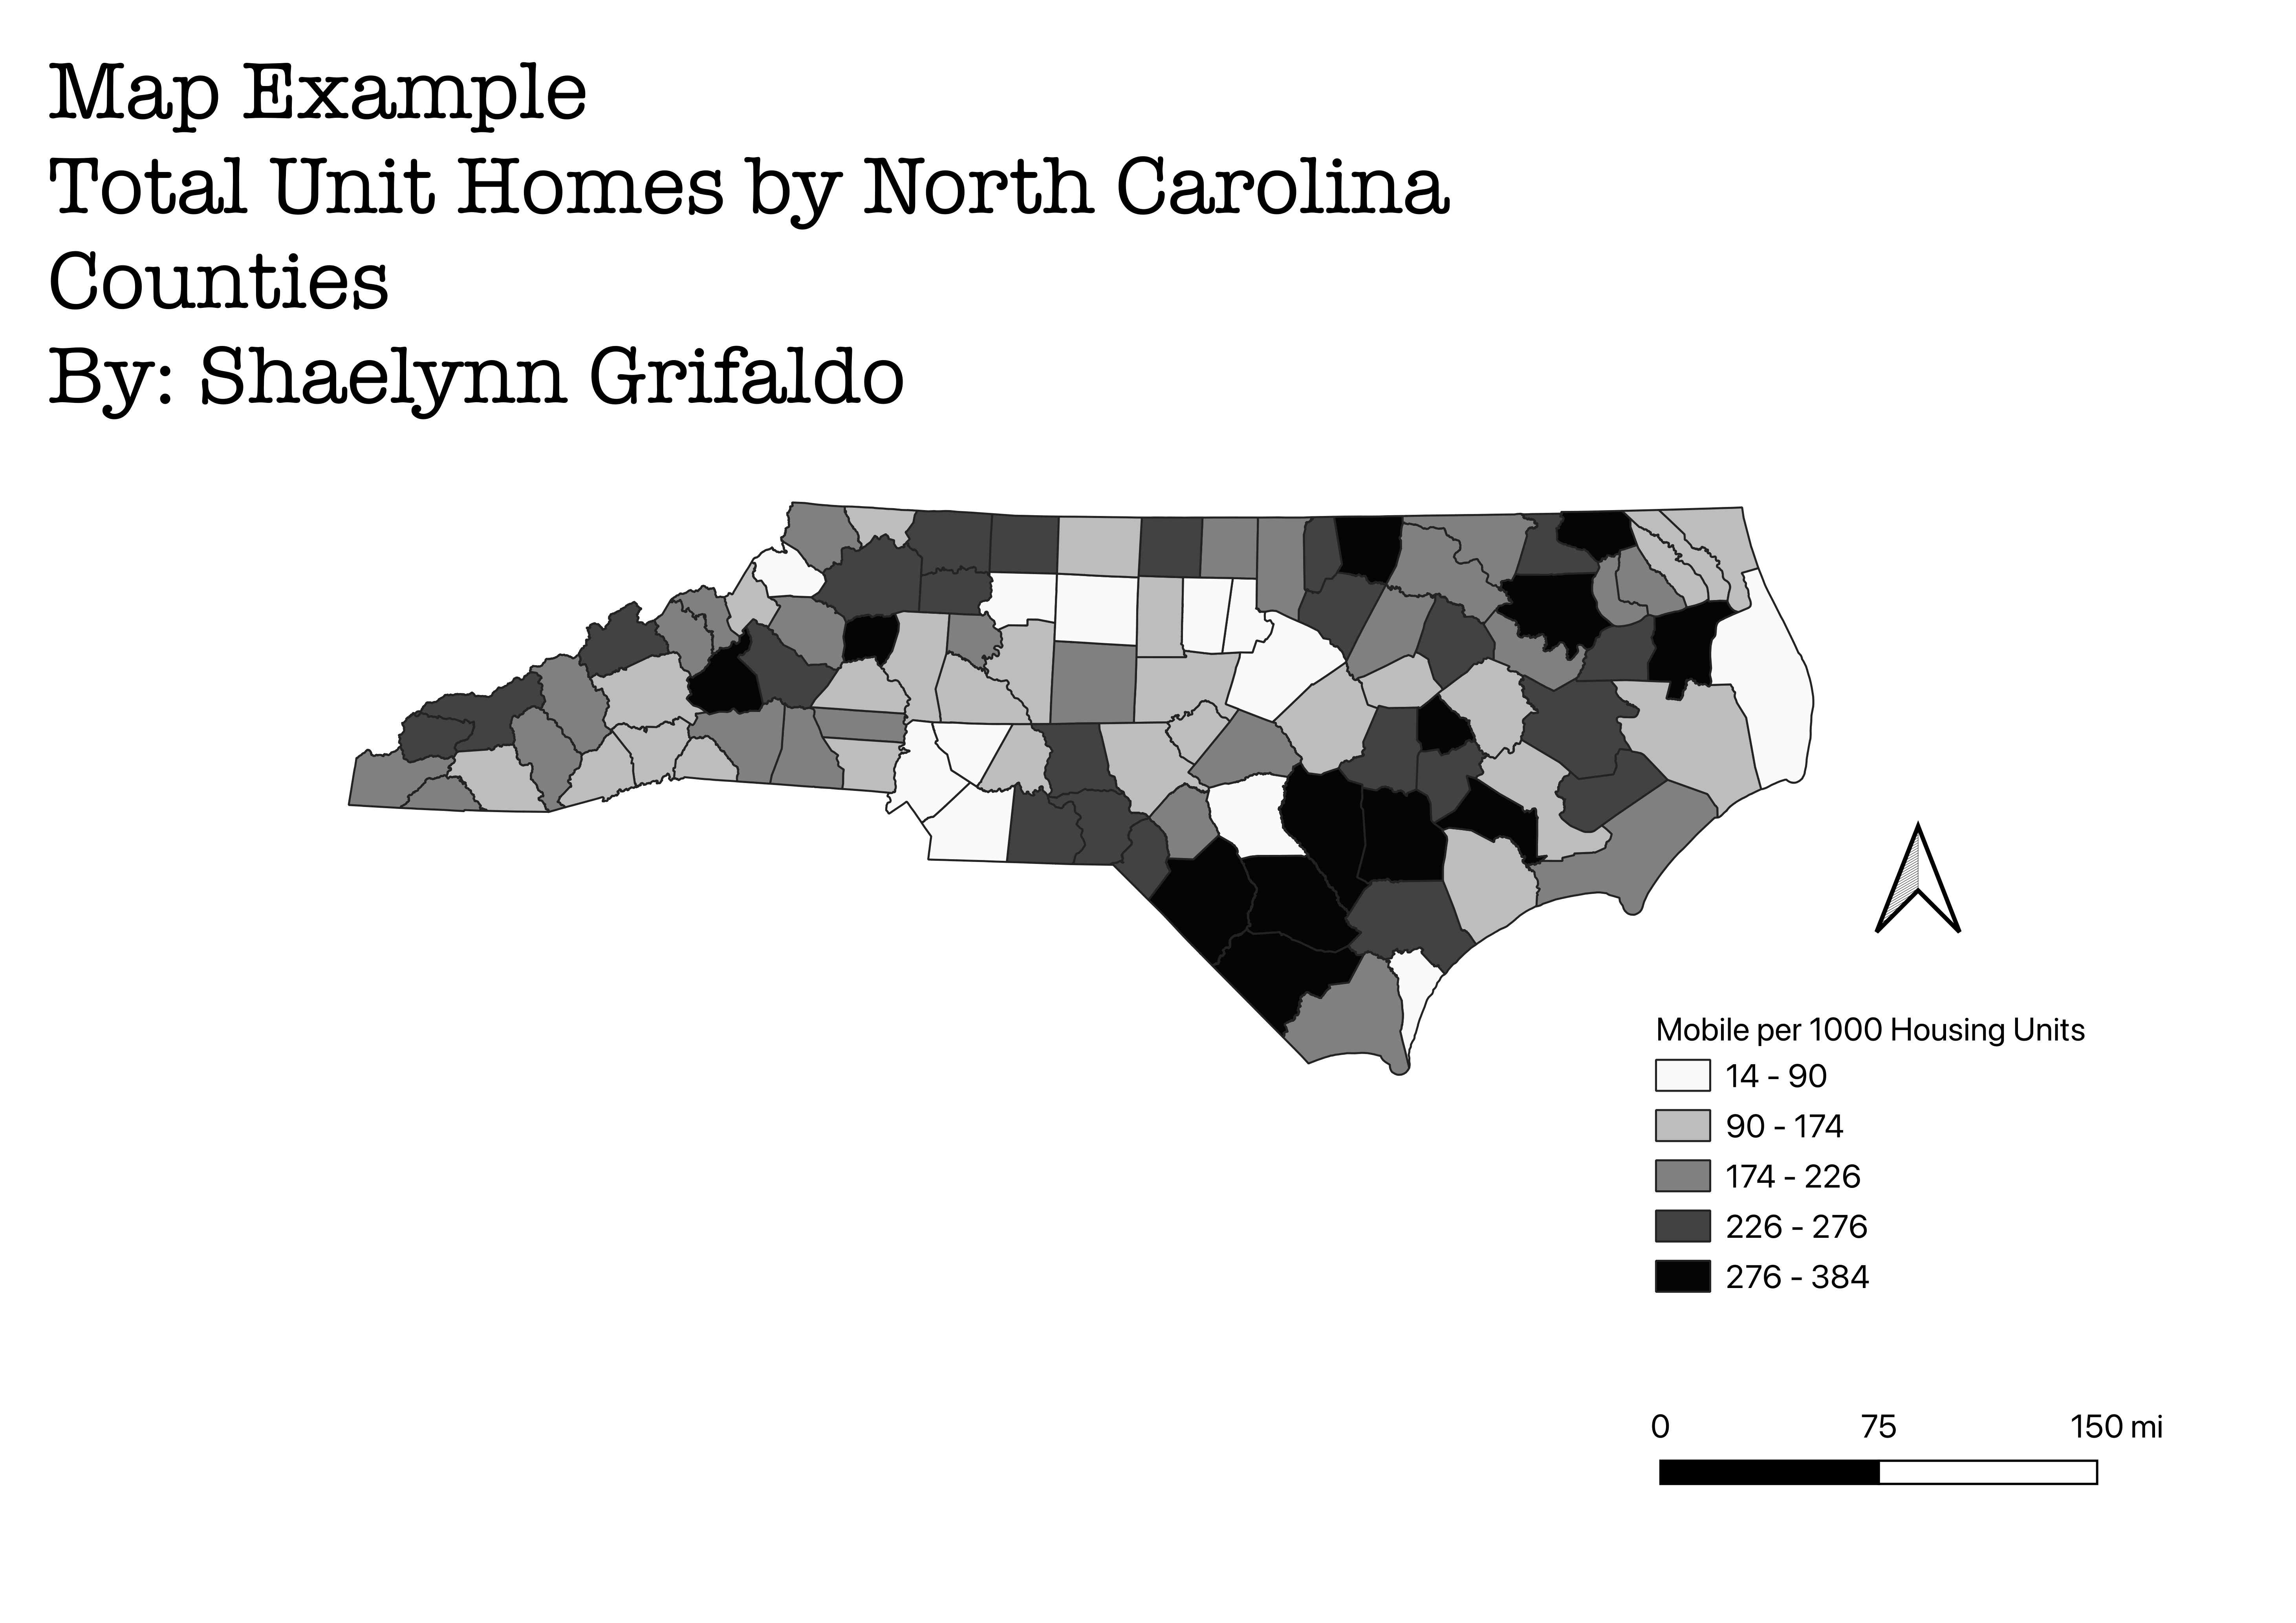 Map Example
Total Unit Homes by North Carolina
Counties
By: Shaelynn Grifaldo
Mobile per 1000 Housing Units
14 - 90
90 - 174
174 - 226
226 - 276
276 - 384
0 75 150 mi